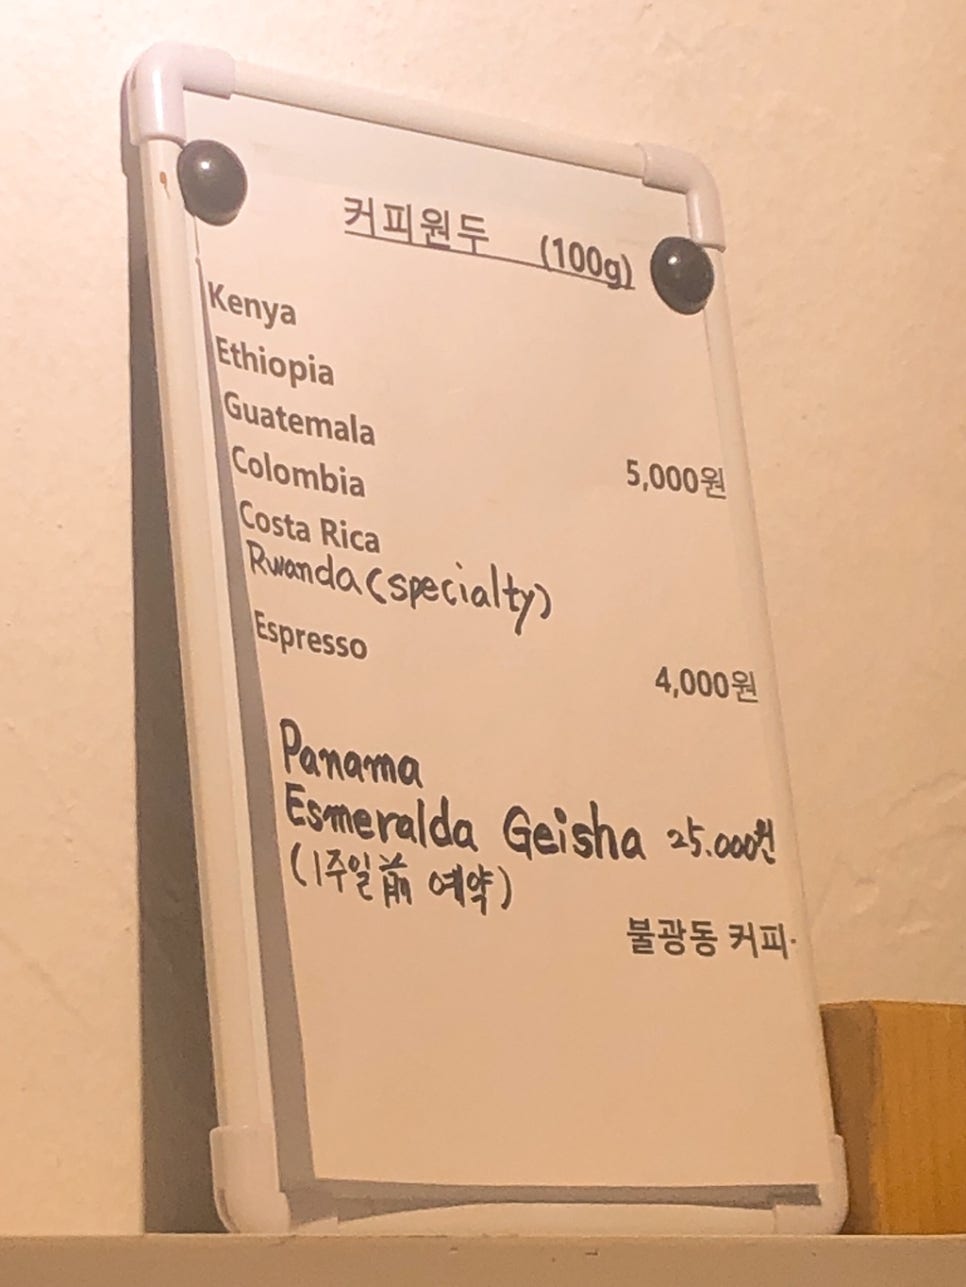 커피원두 (100g)
Kenya
Ethiopia
Guatemala
Colombia 5,000원
Costa Rica
Rwanda (specialty)
Espresso
4,000원
Panama
Esmeralda Geisha 25.000원
(1주일前 예약)
불광동 커피·